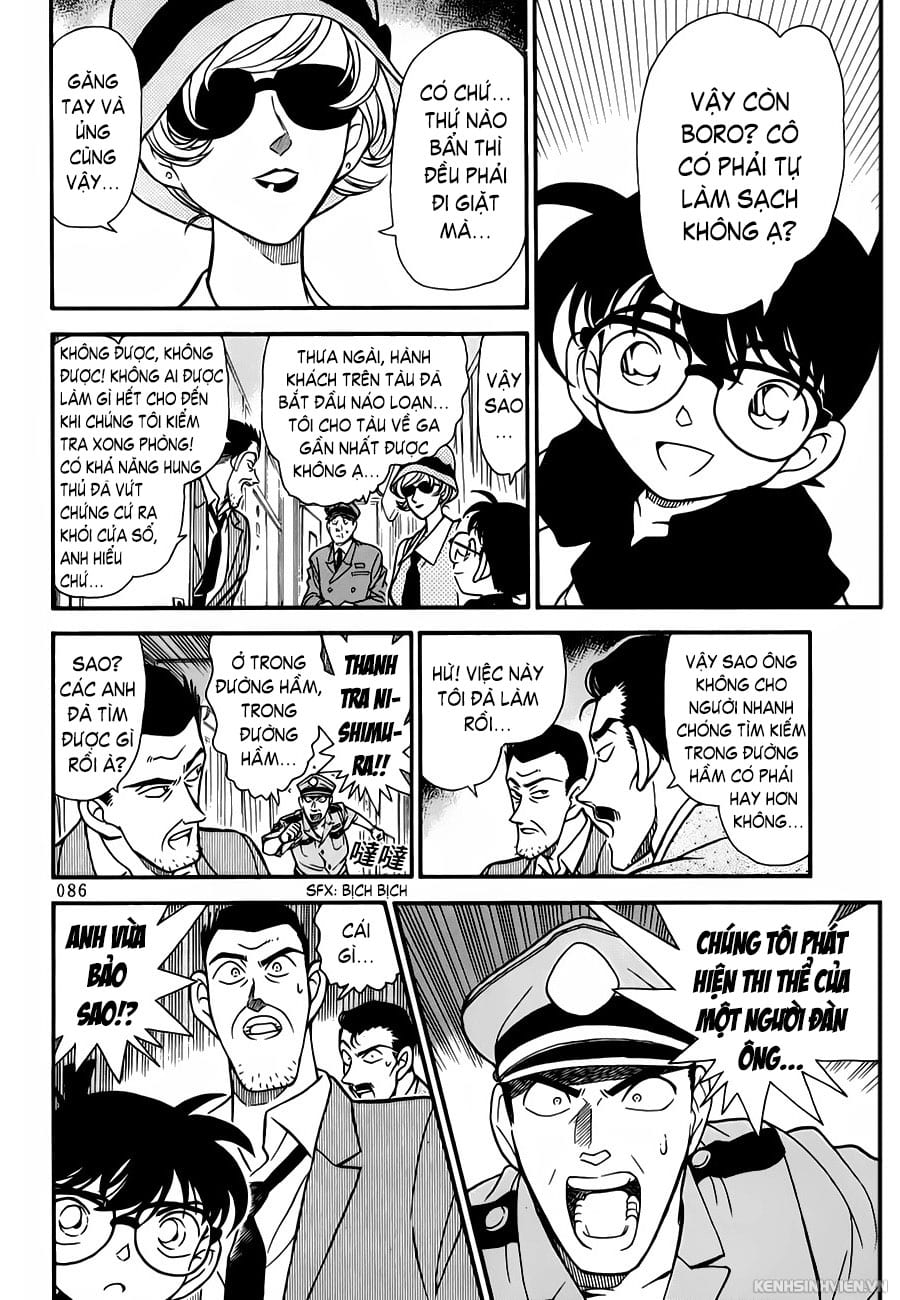 VẬY CÒN
BORO? CÔ
CÓ PHẢI TỰ
LÀM SẠCH
KHÔNG Ạ?
CÓ CHỨ...
THỨ NÀO
BẨN THÌ
ĐỀU PHẢI
ĐI GIẶT
MÀ...
GĂNG
TAY VÀ
ỦNG
CŨNG
VẬY...
VẬY
SAO
...
THƯA NGÀI, HÀNH
KHÁCH TRÊN TÀU ĐÃ
BẮT ĐẦU NÁO LOẠN...
TÔI CHO TÀU VỀ GA
GẦN NHẤT ĐƯỢC
KHÔNG Ạ...
KHÔNG ĐƯỢC, KHÔNG
ĐƯỢC! KHÔNG AI ĐƯỢC
LÀM GÌ HẾT CHO ĐẾN
KHI CHÚNG TÔI KIỂM
TRA XONG PHÒNG!
CÓ KHẢ NĂNG HUNG
THỦ ĐÃ VỨT
CHỨNG CỨ RA
KHỎI CỬA SỔ,
ANH HIỂU
CHỨ...
VẬY SAO ÔNG
KHÔNG CHO
NGƯỜI NHANH
CHÓNG TÌM KIẾM
TRONG ĐƯỜNG
HẦM CÓ PHẢI
HAY HƠN
KHÔNG...
HỪ! VIỆC NÀY
TÔI ĐÃ LÀM
RỒI...
THANH
TRA NI-
SHIMU-
RA!!
Ở TRONG
ĐƯỜNG HẦM,
TRONG
ĐƯỜNG
HẦM...
SAO?
CÁC ANH
ĐÃ TÌM
ĐƯỢC GÌ
RỒI À?
噠噠
086
SFX: BỊCH BỊCH
CHÚNG TÔI PHÁT
HIỆN THI THỂ CỦA
MỘT NGƯỜI ĐÀN
ÔNG...
CÁI
GÌ...
ANH VỪA
BẢO
SAO!?
KENHSINHVIEN.VN